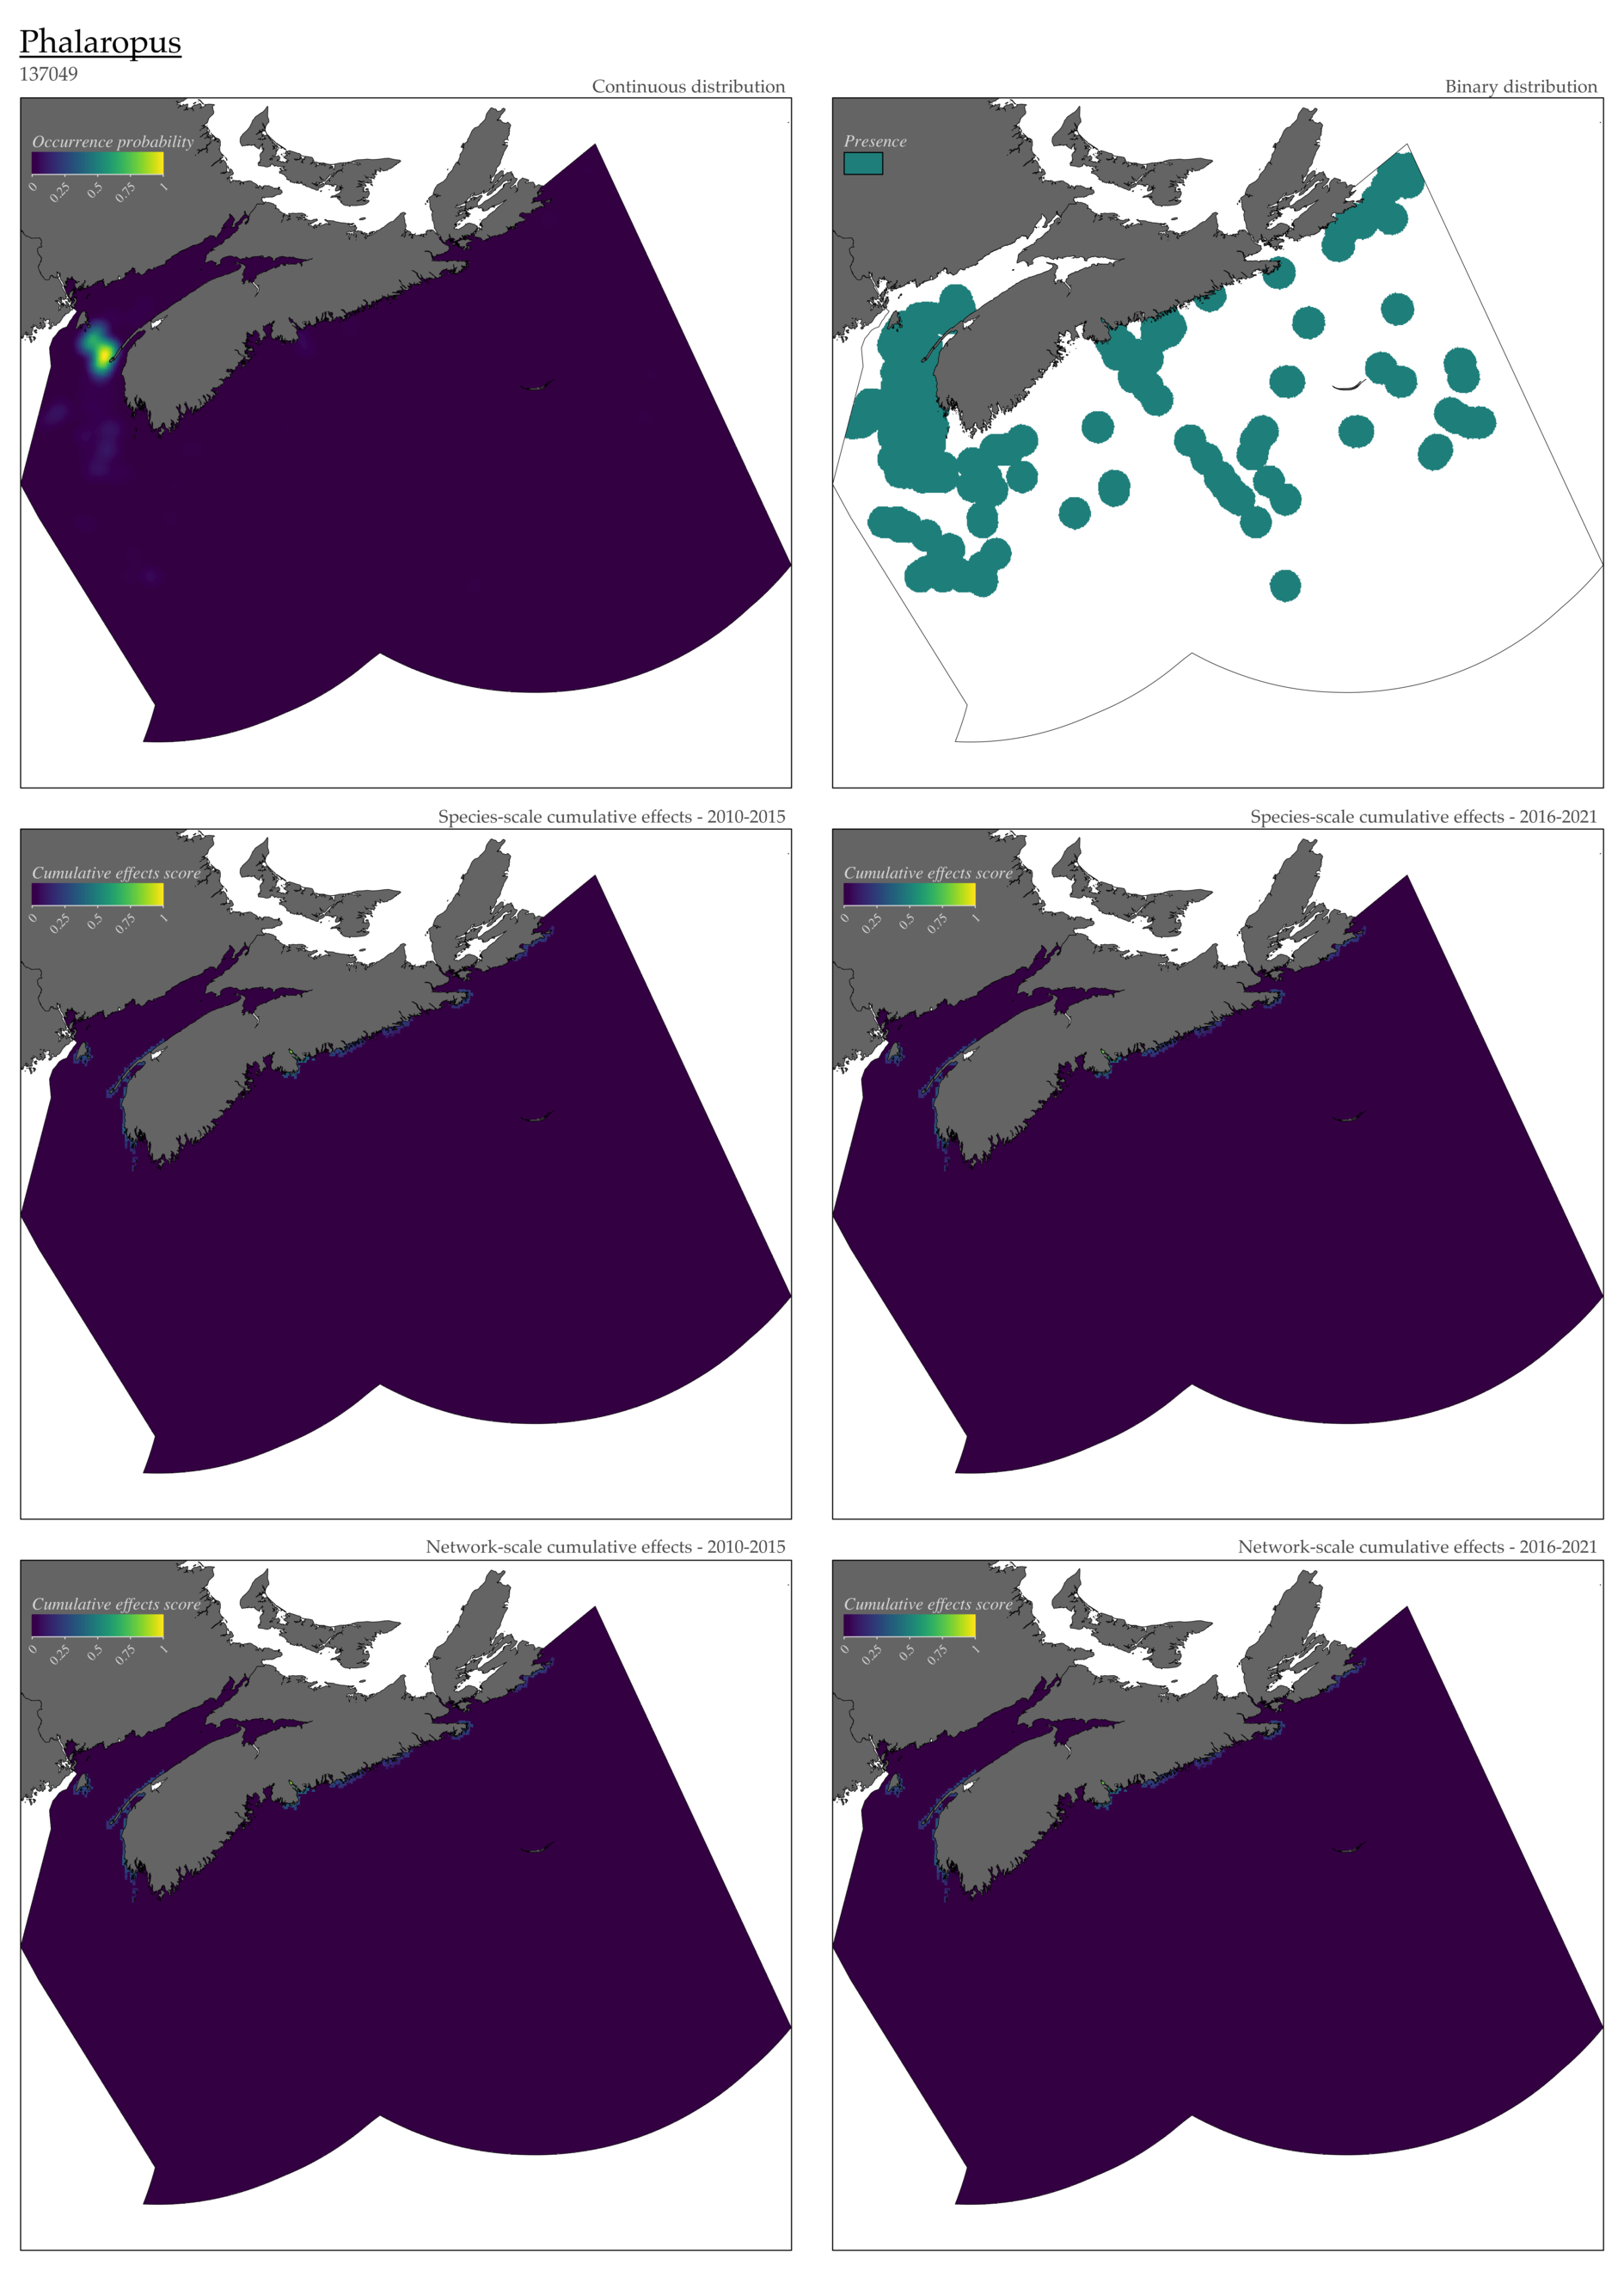 Phalaropus
137049
Continuous distribution
Occurrence probability
0 0.25 0.5 0.75 1
Binary distribution
Presence
Species-scale cumulative effects - 2010-2015
Cumulative effects score
0 0.25 0.5 0.75 1
Species-scale cumulative effects - 2016-2021
Cumulative effects score
0 0.25 0.5 0.75 1
Network-scale cumulative effects - 2010-2015
Cumulative effects score
0 0.25 0.5 0.75 1
Network-scale cumulative effects - 2016-2021
Cumulative effects score
0 0.25 0.5 0.75 1